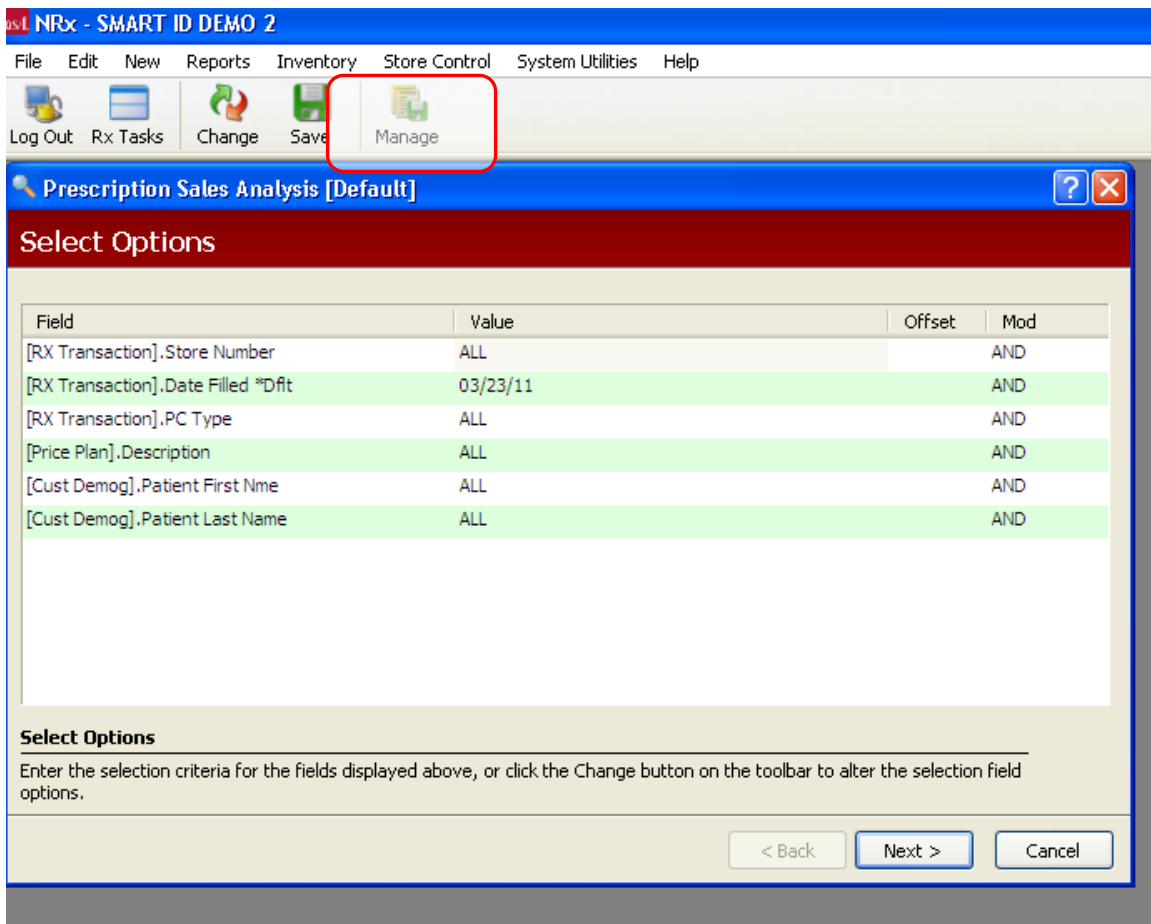 NRx - SMART ID DEMO 2
File Edit New Reports Inventory Store Control System Utilities Help
Log Out Rx Tasks Change Save Manage
Prescription Sales Analysis [Default]
Select Options
Field Value Offset Mod
[RX Transaction].Store Number ALL AND
[RX Transaction].Date Filled *Dflt 03/23/11 AND
[RX Transaction].PC Type ALL AND
[Price Plan].Description ALL AND
[Cust Demog].Patient First Nme ALL AND
[Cust Demog].Patient Last Name ALL AND
Select Options
Enter the selection criteria for the fields displayed above, or click the Change button on the toolbar to alter the selection field
options.
< Back Next > Cancel